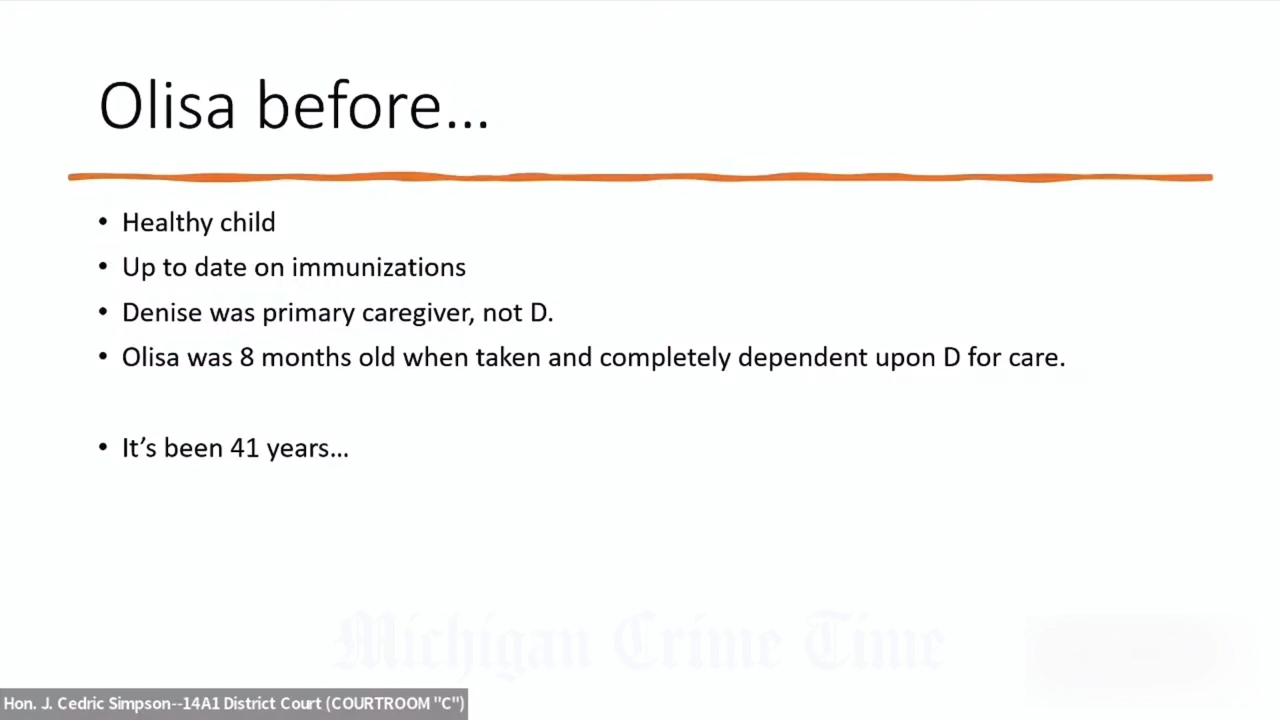 Olisa before...
• Healthy child
• Up to date on immunizations
• Denise was primary caregiver, not D.
• Olisa was 8 months old when taken and completely dependent upon D for care.
• It’s been 41 years...
Michigan Crime Time
Hon. J. Cedric Simpson--14A1 District Court (COURTROOM "C")